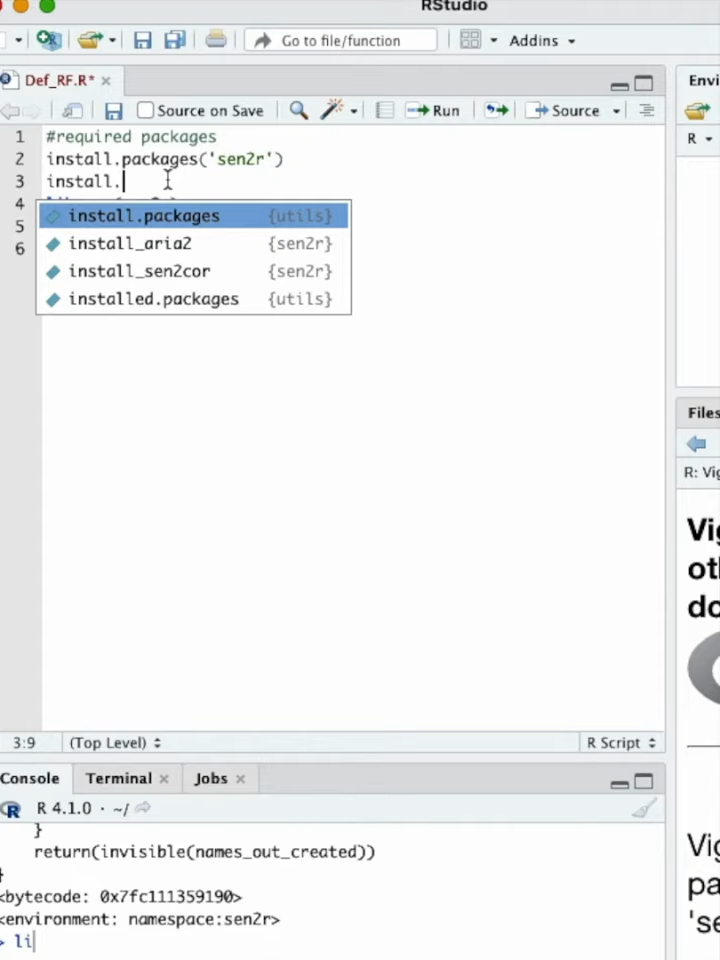 RStudio
Go to file/function
Addins
Def_RF.R*
Envi
Source on Save
Run
Source
R
1 #required packages
2 install.packages('sen2r')
3 install.
4
5
6
install.packages {utils}
install_aria2 {sen2r}
install_sen2cor {sen2r}
installed.packages {utils}
Files
R: Vig
Vig
oth
do
3:9 (Top Level) R Script
Console Terminal Jobs
R 4.1.0 · ~/
}
return(invisible(names_out_created))
}
<bytecode: 0x7fc111359190>
<environment: namespace:sen2r>
> li
Vig
pa
'se